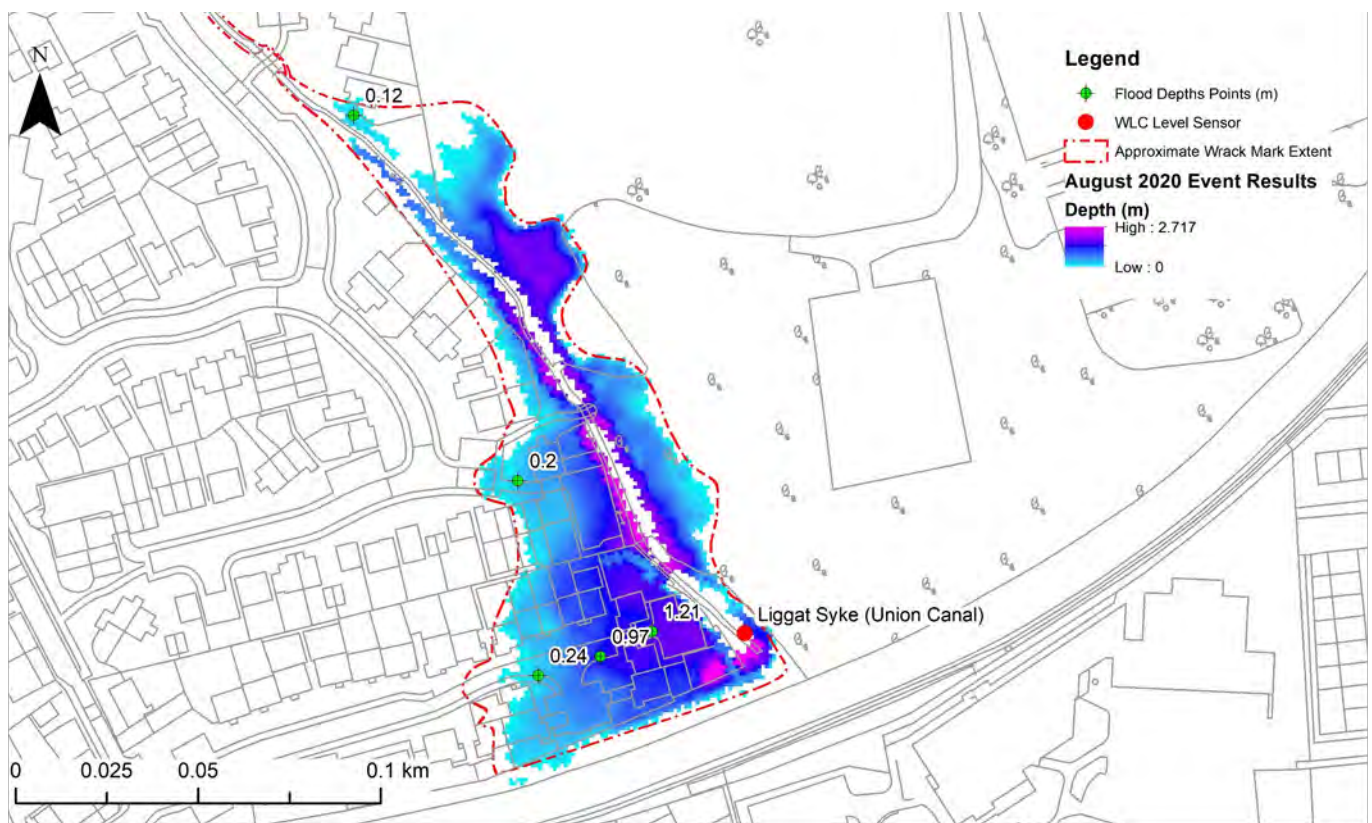 N
0.12
0.2
1.21
0.97
0.24
Liggat Syke (Union Canal)
0 0.025 0.05 0.1 km
Legend
Flood Depths Points (m)
WLC Level Sensor
Approximate Wrack Mark Extent
August 2020 Event Results
Depth (m)
High : 2.717
Low : 0